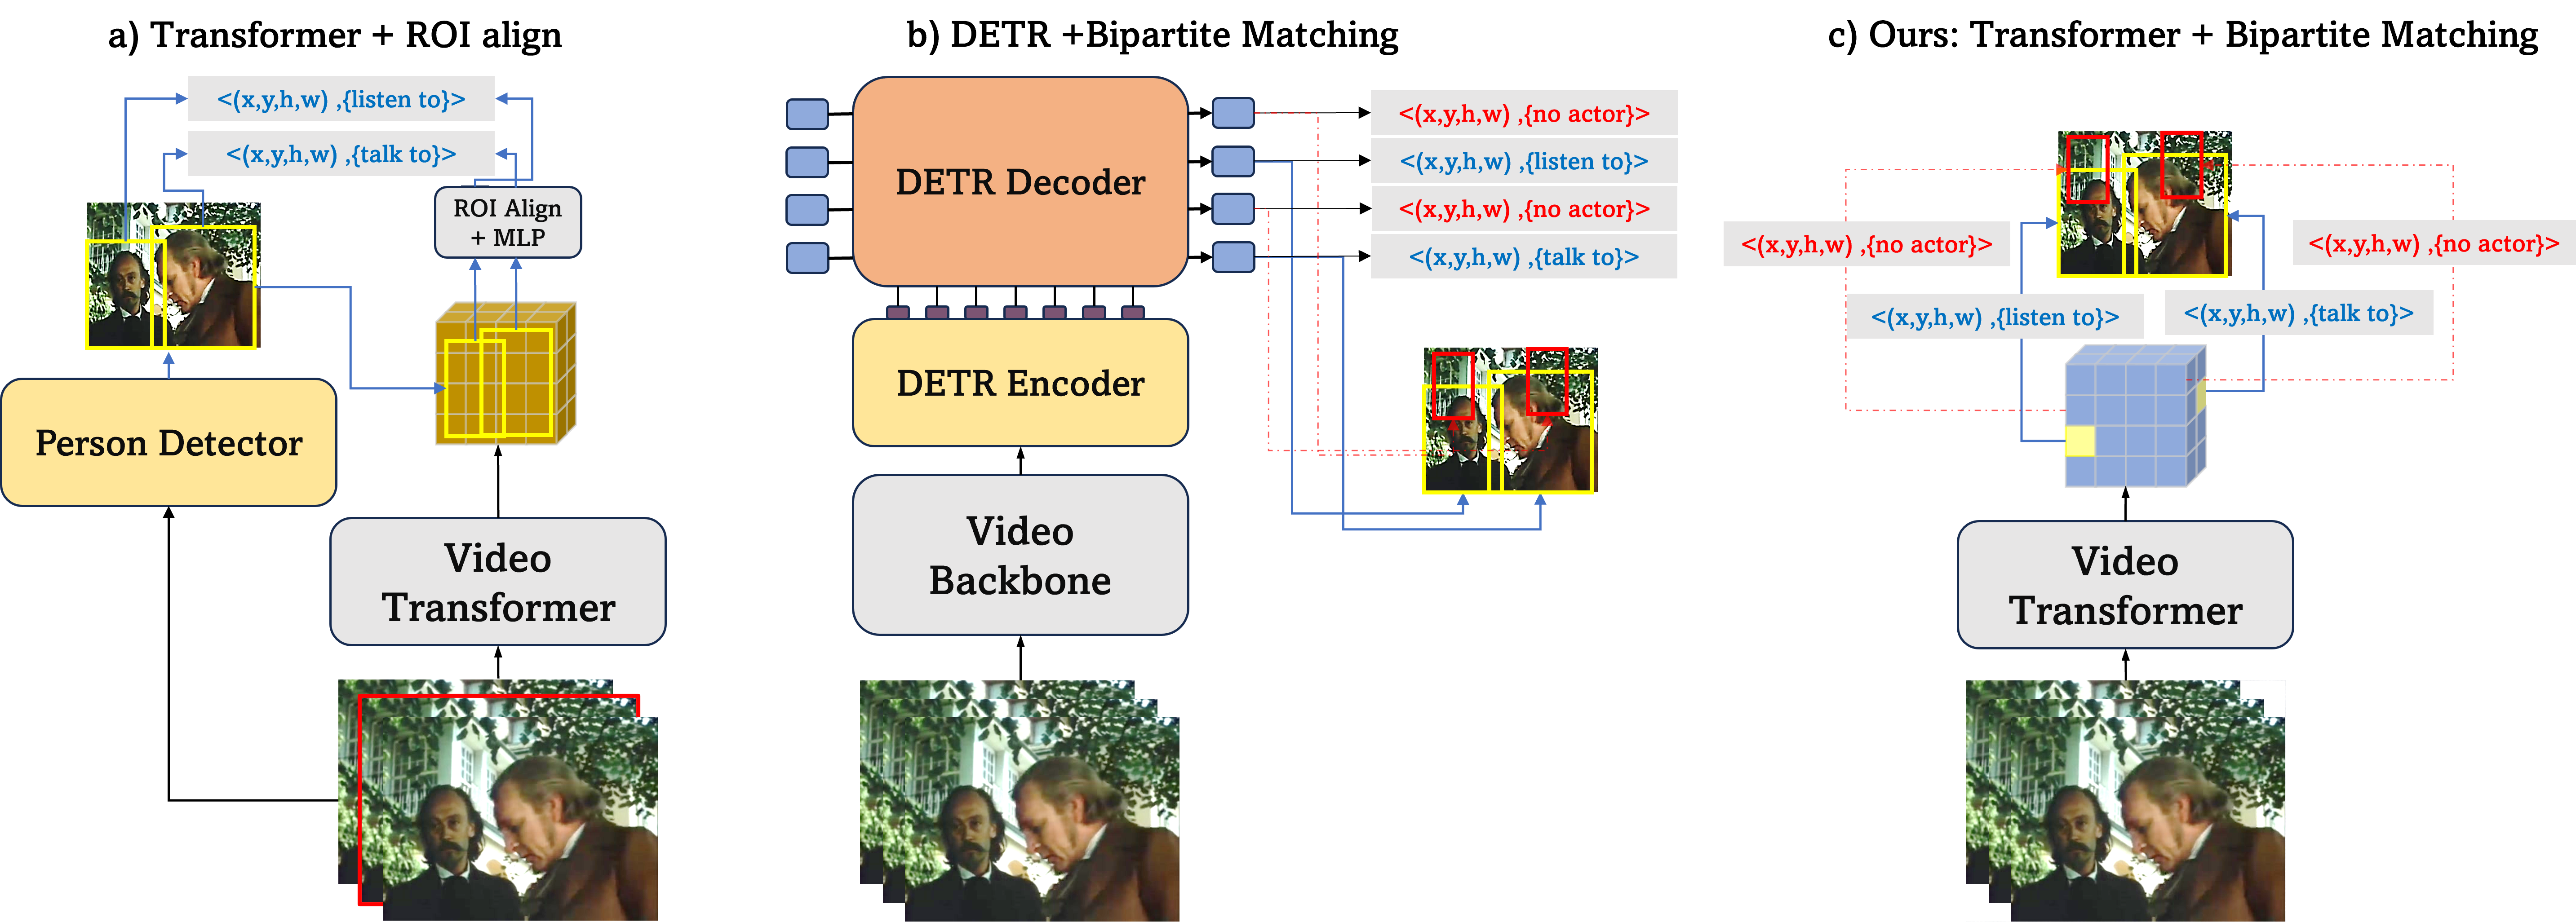 a) Transformer + ROI align
<(x,y,h,w) ,{listen to}>
<(x,y,h,w) ,{talk to}>
ROI Align
+ MLP
Person Detector
Video
Transformer
b) DETR +Bipartite Matching
DETR Decoder
<(x,y,h,w) ,{no actor}>
<(x,y,h,w) ,{listen to}>
<(x,y,h,w) ,{no actor}>
<(x,y,h,w) ,{talk to}>
DETR Encoder
Video
Backbone
c) Ours: Transformer + Bipartite Matching
<(x,y,h,w) ,{no actor}>
<(x,y,h,w) ,{no actor}>
<(x,y,h,w) ,{listen to}>
<(x,y,h,w) ,{talk to}>
Video
Transformer